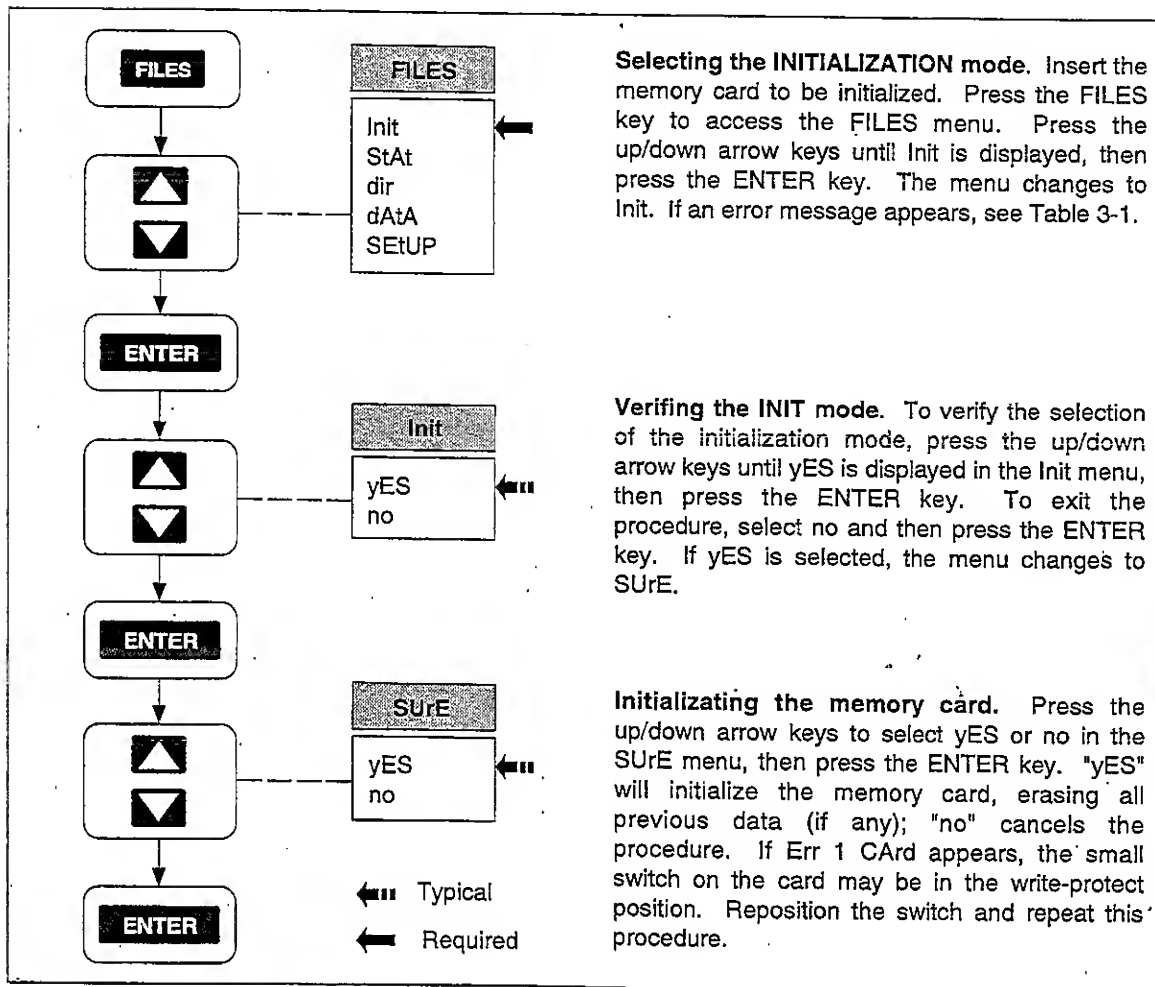 FILES
FILES
Init
StAt
dir
dAtA
SEtUP
Selecting the INITIALIZATION mode. Insert the
memory card to be initialized. Press the FILES
key to access the FILES menu. Press the
up/down arrow keys until Init is displayed, then
press the ENTER key. The menu changes to
Init. If an error message appears, see Table 3-1.
ENTER
Init
yES
no
Verifing the INIT mode. To verify the selection
of the initialization mode, press the up/down
arrow keys until yES is displayed in the Init menu,
then press the ENTER key. To exit the
procedure, select no and then press the ENTER
key. If yES is selected, the menu changes to
SUrE.
ENTER
SUrE
yES
no
Initializating the memory card. Press the
up/down arrow keys to select yES or no in the
SUrE menu, then press the ENTER key. "yES"
will initialize the memory card, erasing all
previous data (if any); "no" cancels the
procedure. If Err 1 CArd appears, the small
switch on the card may be in the write-protect
position. Reposition the switch and repeat this
procedure.
ENTER
Typical
Required